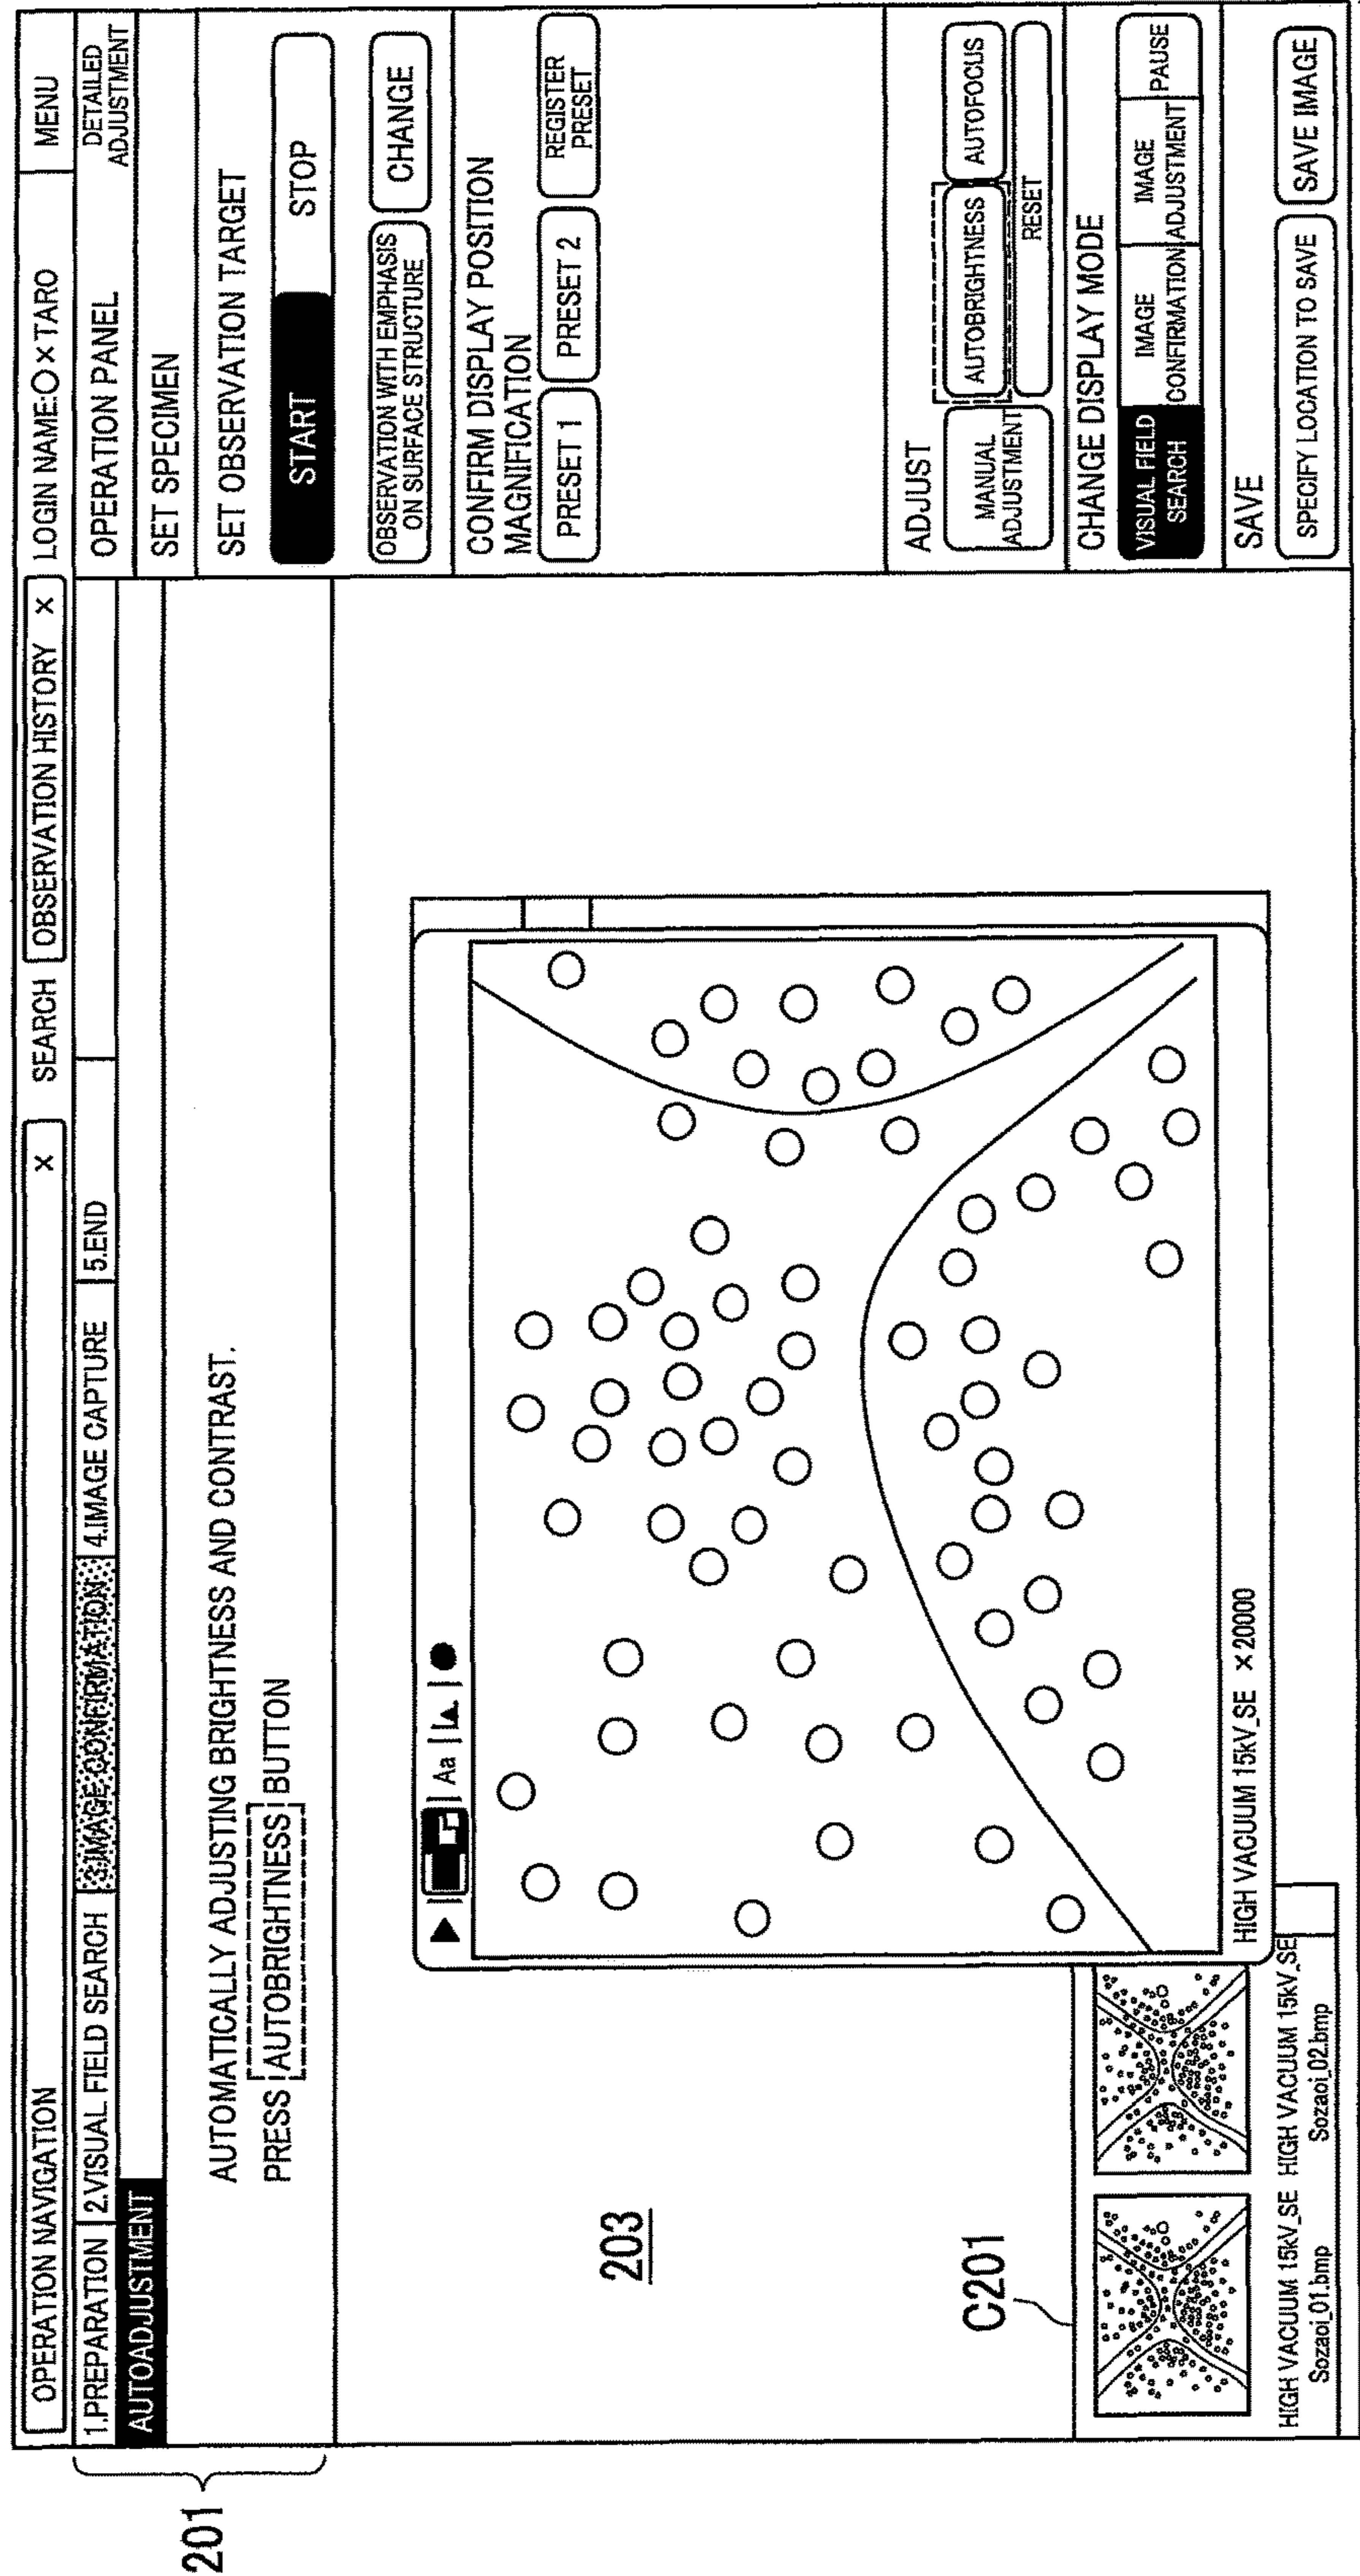 OPERATION NAVIGATION × SEARCH OBSERVATION HISTORY × LOGIN NAME:○×TARO MENU
1.PREPARATION 2.VISUAL FIELD SEARCH 3.IMAGE CONFIRMATION 4.IMAGE CAPTURE 5.END
AUTOADJUSTMENT
201
AUTOMATICALLY ADJUSTING BRIGHTNESS AND CONTRAST.
PRESS AUTOBRIGHTNESS BUTTON
Aa
HIGH VACUUM 15kV_SE ×20000
203
C201
HIGH VACUUM 15kV_SE HIGH VACUUM 15kV_SE
Sozaoi_01.bmp Sozaoi_02.bmp
OPERATION PANEL
DETAILED
ADJUSTMENT
SET SPECIMEN
SET OBSERVATION TARGET
START STOP
OBSERVATION WITH EMPHASIS
ON SURFACE STRUCTURE
CHANGE
CONFIRM DISPLAY POSITION
MAGNIFICATION
PRESET 1 PRESET 2
REGISTER
PRESET
ADJUST
MANUAL
ADJUSTMENT
AUTOBRIGHTNESS AUTOFOCUS
RESET
CHANGE DISPLAY MODE
VISUAL FIELD
SEARCH
IMAGE
CONFIRMATION
IMAGE
ADJUSTMENT
PAUSE
SAVE
SPECIFY LOCATION TO SAVE SAVE IMAGE